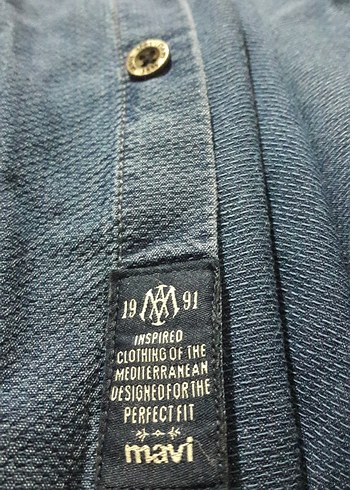 19 91
INSPIRED
CLOTHING OF THE
MEDITERRANEAN
DESIGNED FOR THE
PERFECT FIT
mavi